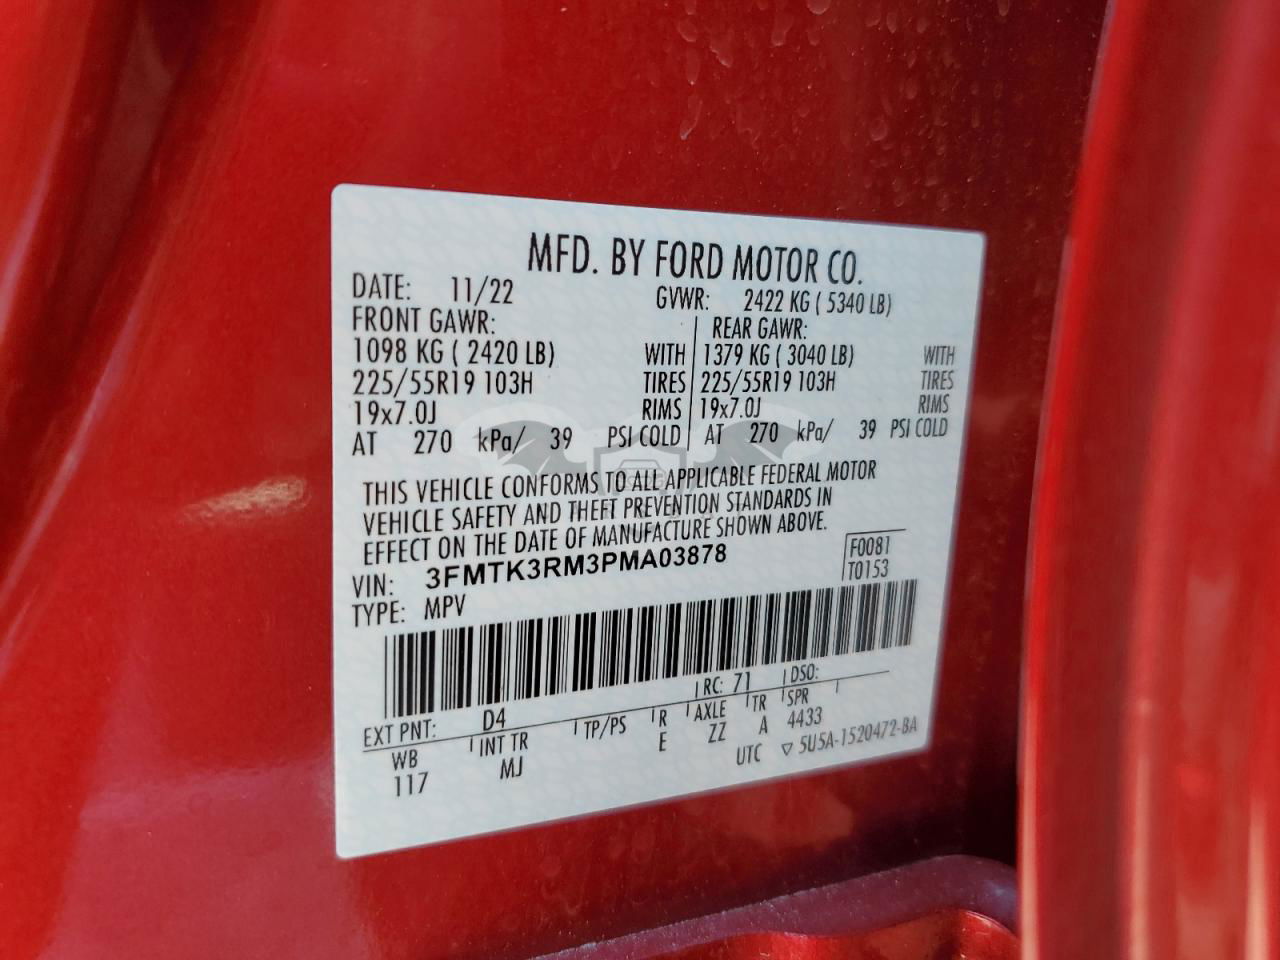 MFD. BY FORD MOTOR CO.
DATE: 11/22 GVWR: 2422 KG ( 5340 LB)
FRONT GAWR: REAR GAWR:
1098 KG ( 2420 LB) WITH 1379 KG ( 3040 LB) WITH
225/55R19 103H TIRES 225/55R19 103H TIRES
19x7.0J RIMS 19x7.0J RIMS
AT 270 kPa/ 39 PSI COLD AT 270 kPa/ 39 PSI COLD
THIS VEHICLE CONFORMS TO ALL APPLICABLE FEDERAL MOTOR
VEHICLE SAFETY AND THEFT PREVENTION STANDARDS IN
EFFECT ON THE DATE OF MANUFACTURE SHOWN ABOVE.
VIN: 3FMTK3RM3PMA03878 F0081
TYPE: MPV T0153
RC: 71 DSO:
EXT PNT: D4
WB INT TR TP/PS R AXLE TR SPR
117 MJ E ZZ A 4433
UTC ▽ 5U5A-1520472-BA